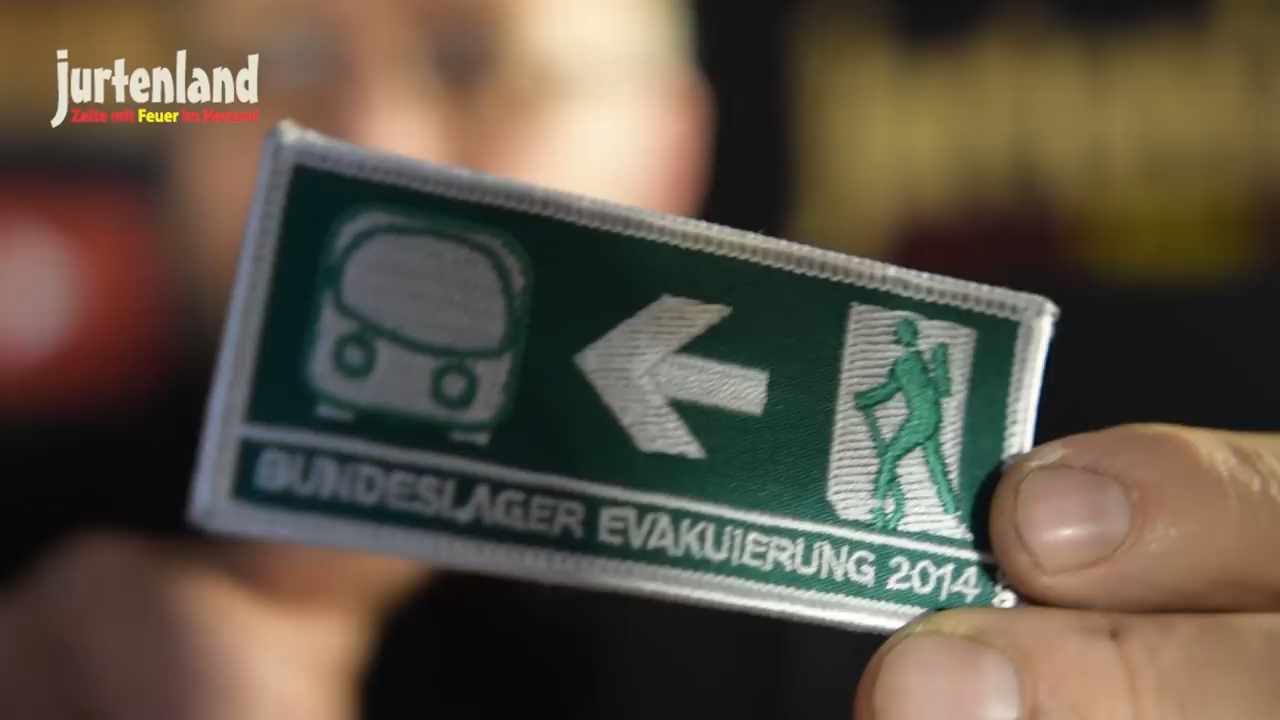 jurtenland
Zelte mit Feuer im Herzen!
BUNDESLAGER EVAKUIERUNG 2014